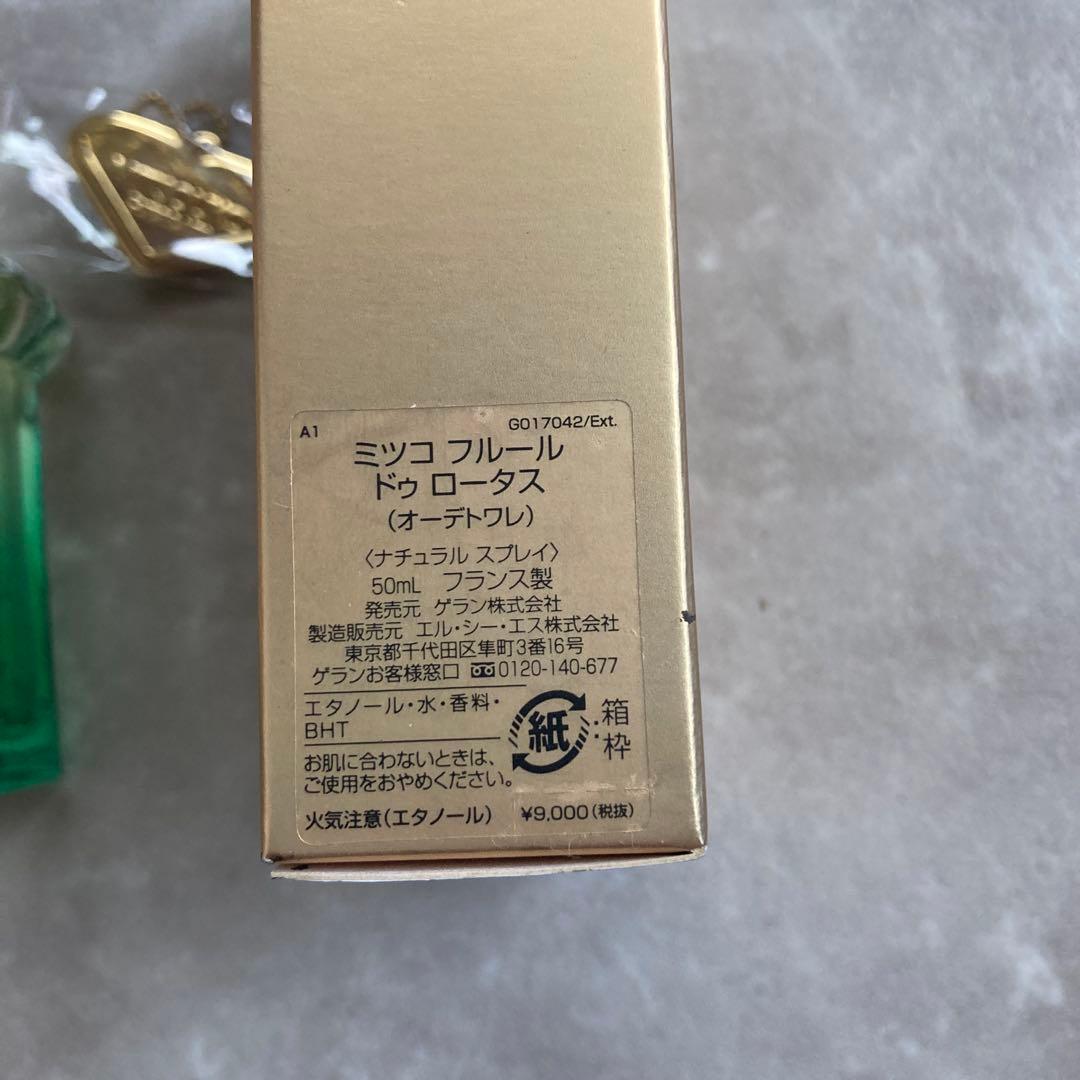 A1
G017042/Ext.
ミツコ フルール
ドゥ ロータス
(オーデトワレ)
〈ナチュラル スプレイ〉
50mL フランス製
発売元 ゲラン株式会社
製造販売元 エル・シー・エス株式会社
東京都千代田区隼町3番16号
ゲランお客様窓口 0120-140-677
エタノール・水・香料・
BHT
紙:箱
枠
お肌に合わないときは、
ご使用をおやめください。
火気注意(エタノール)
¥9,000(税抜)